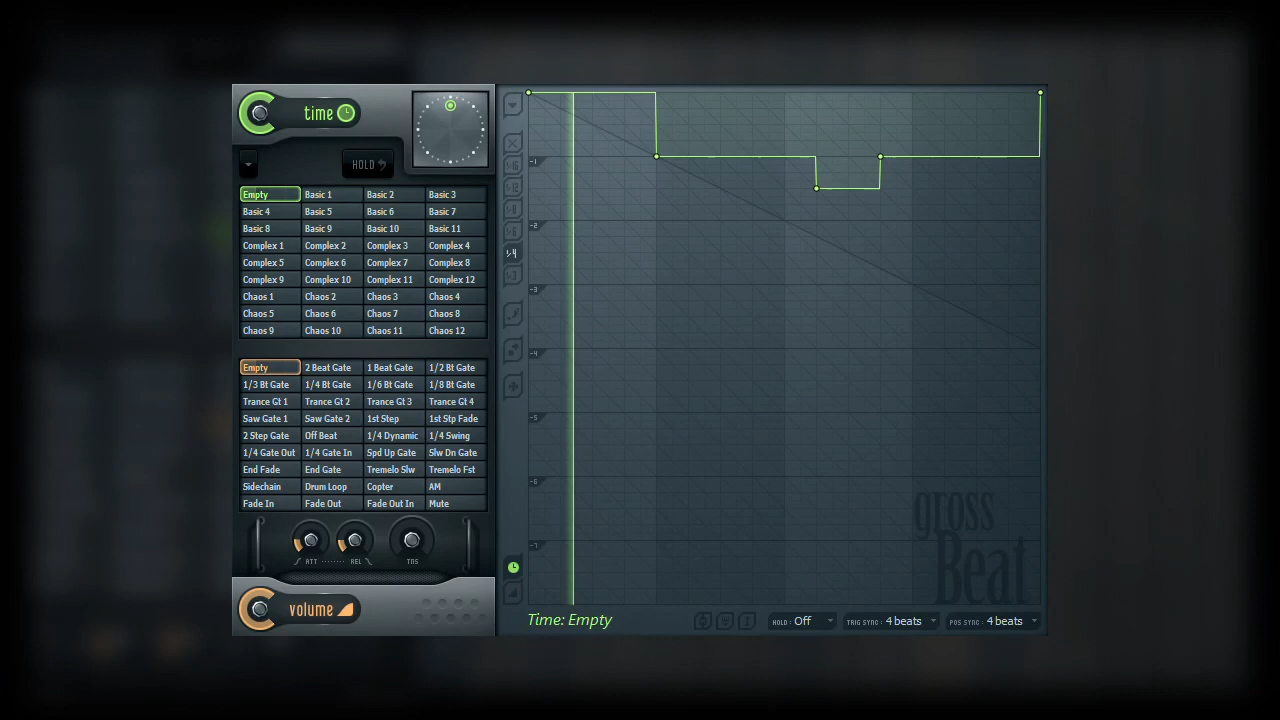 time
HOLD
Empty Basic 1 Basic 2 Basic 3
Basic 4 Basic 5 Basic 6 Basic 7
Basic 8 Basic 9 Basic 10 Basic 11
Complex 1 Complex 2 Complex 3 Complex 4
Complex 5 Complex 6 Complex 7 Complex 8
Complex 9 Complex 10 Complex 11 Complex 12
Chaos 1 Chaos 2 Chaos 3 Chaos 4
Chaos 5 Chaos 6 Chaos 7 Chaos 8
Chaos 9 Chaos 10 Chaos 11 Chaos 12
Empty 2 Beat Gate 1 Beat Gate 1/2 Bt Gate
1/3 Bt Gate 1/4 Bt Gate 1/6 Bt Gate 1/8 Bt Gate
Trance Gt 1 Trance Gt 2 Trance Gt 3 Trance Gt 4
Saw Gate 1 Saw Gate 2 1st Step 1st Stp Fade
2 Step Gate Off Beat 1/4 Dynamic 1/4 Swing
1/4 Gate Out 1/4 Gate In Spd Up Gate Slw Dn Gate
End Fade End Gate Tremelo Slw Tremelo Fst
Sidechain Drum Loop Copter AM
Fade In Fade Out Fade Out In Mute
ATT REL TNS
volume
-1
-2
-3
-4
-5
-6
-7
gross
Beat
Time: Empty
HOLD: Off TRIG SYNC: 4 beats POS SYNC: 4 beats